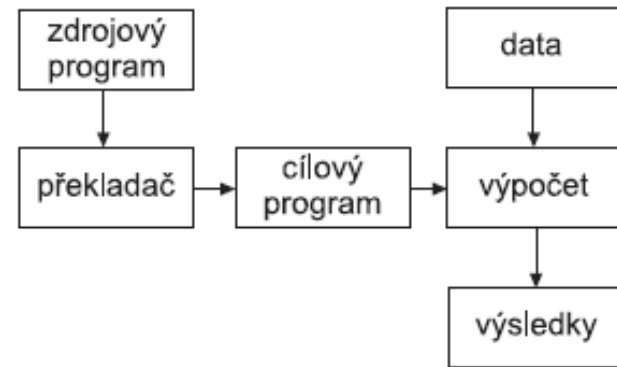 zdrojový
program
data
překladač
cílový
program
výpočet
výsledky